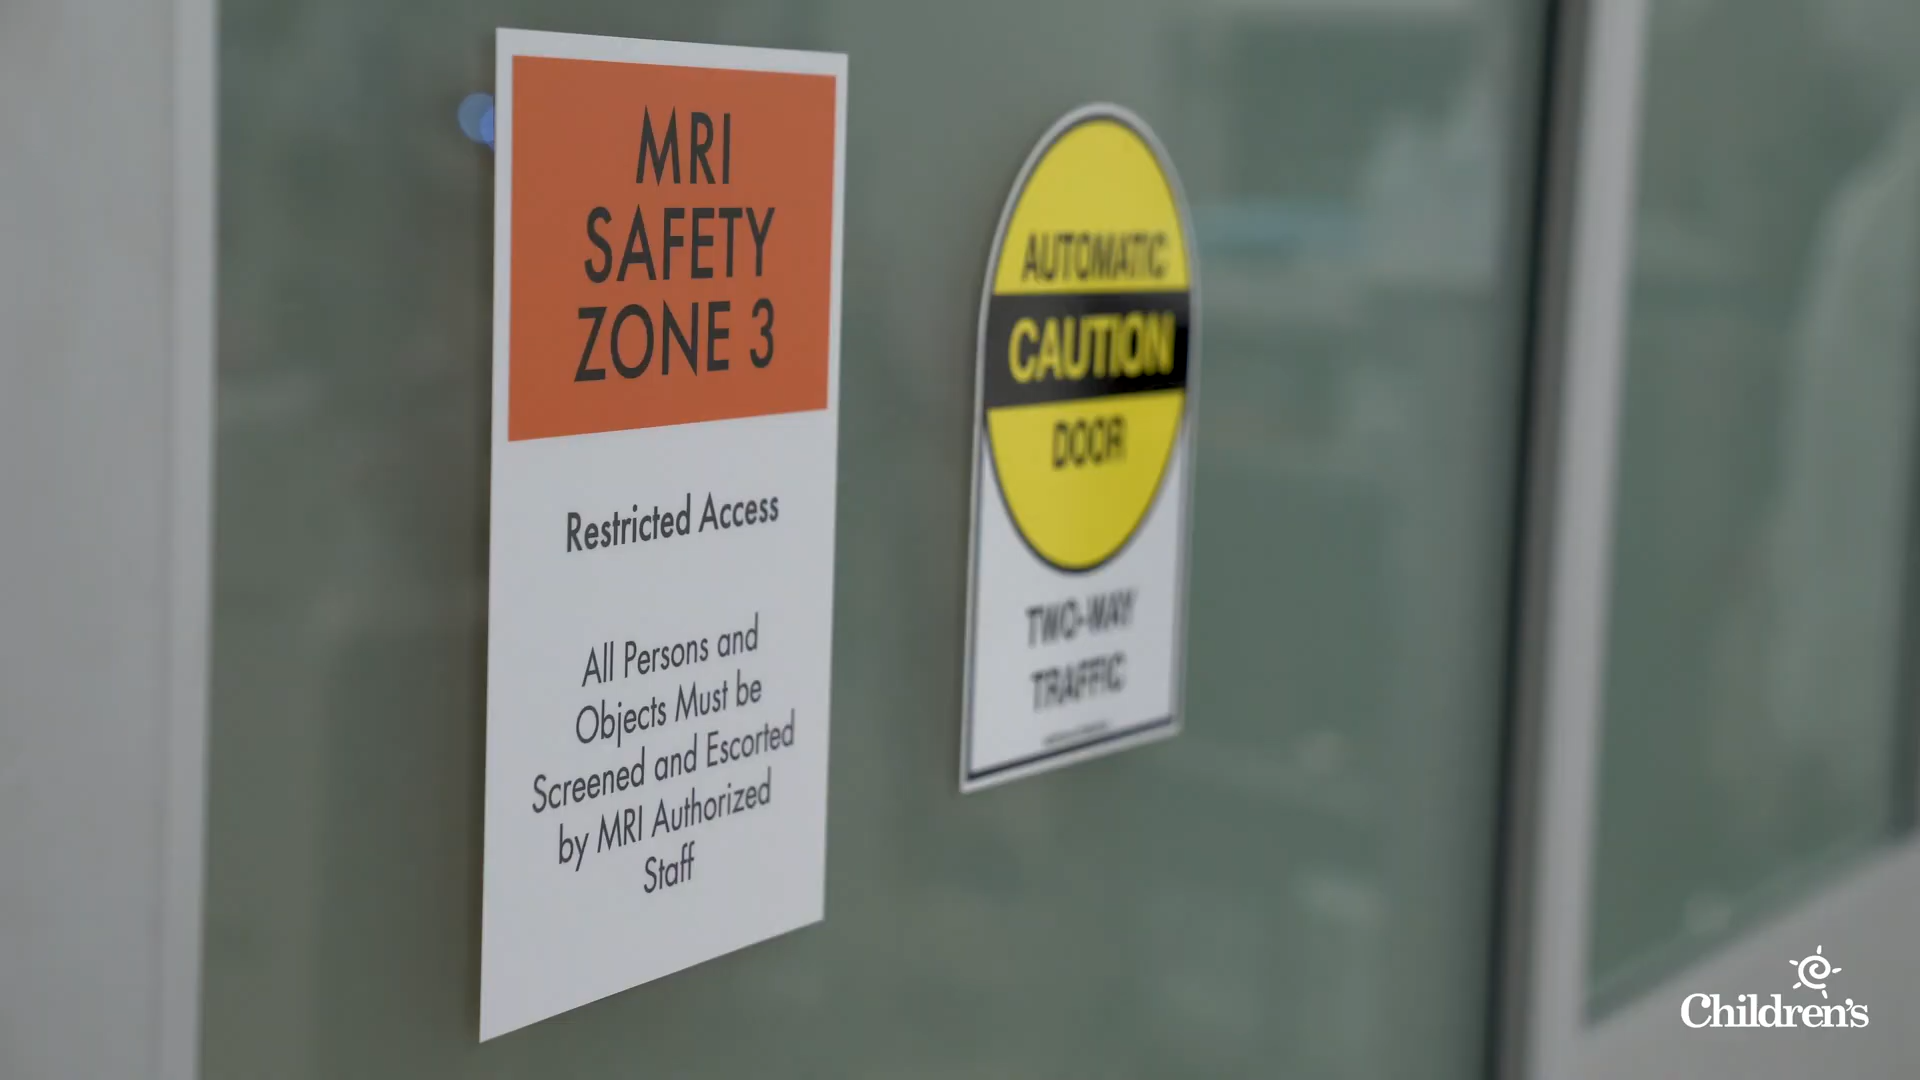 MRI
SAFETY
ZONE 3
Restricted Access
All Persons and
Objects Must be
Screened and Escorted
by MRI Authorized
Staff
AUTOMATIC
CAUTION
DOOR
TWO-WAY
TRAFFIC
Children's